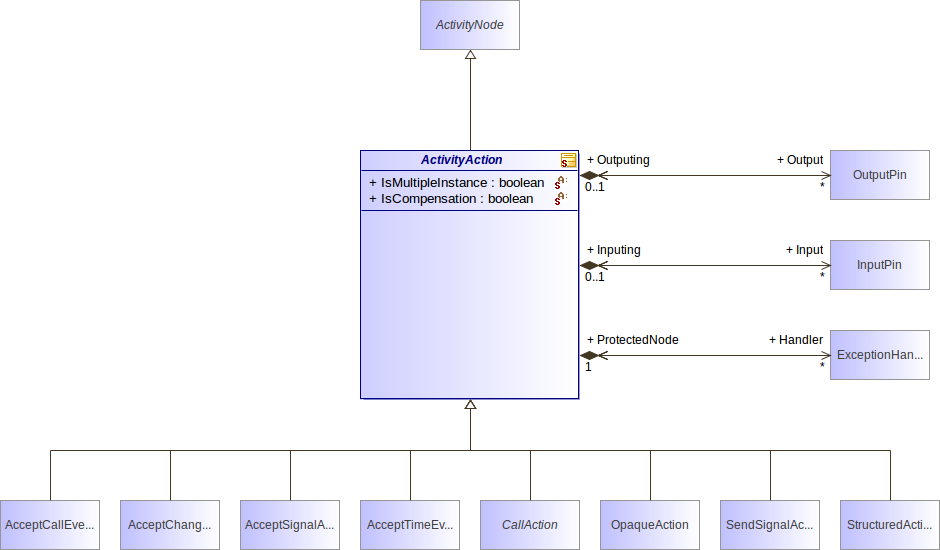 ActivityNode
ActivityAction
+ IsMultipleInstance : boolean
+ IsCompensation : boolean
+ Outputing
+ Output
0..1
*
OutputPin
+ Inputing
+ Input
0..1
*
InputPin
+ ProtectedNode
+ Handler
1
*
ExceptionHan...
AcceptCallEve...
AcceptChang...
AcceptSignalA...
AcceptTimeEv...
CallAction
OpaqueAction
SendSignalAc...
StructuredActi...